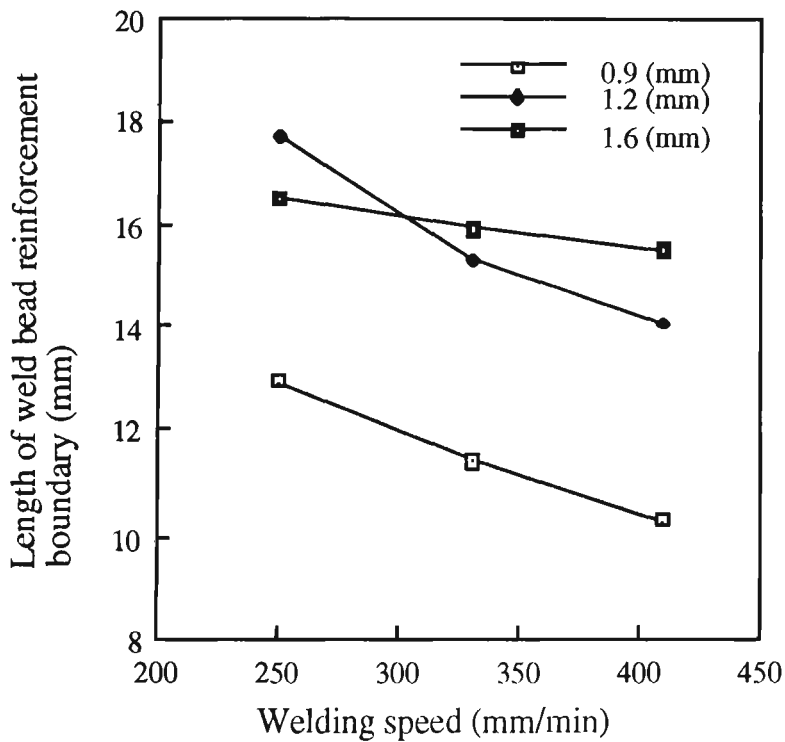 20
18
16
14
12
10
8
Length of weld bead reinforcement
boundary (mm)
0.9 (mm)
1.2 (mm)
1.6 (mm)
200 250 300 350 400 450
Welding speed (mm/min)